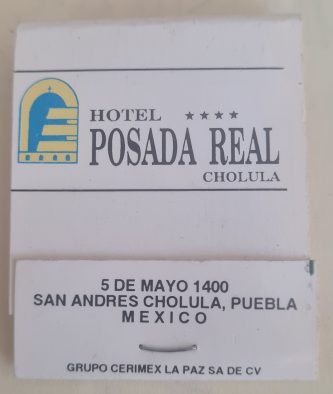 HOTEL ★★★★
POSADA REAL
CHOLULA
5 DE MAYO 1400
SAN ANDRES CHOLULA, PUEBLA
MEXICO
GRUPO CERIMEX LA PAZ SA DE CV